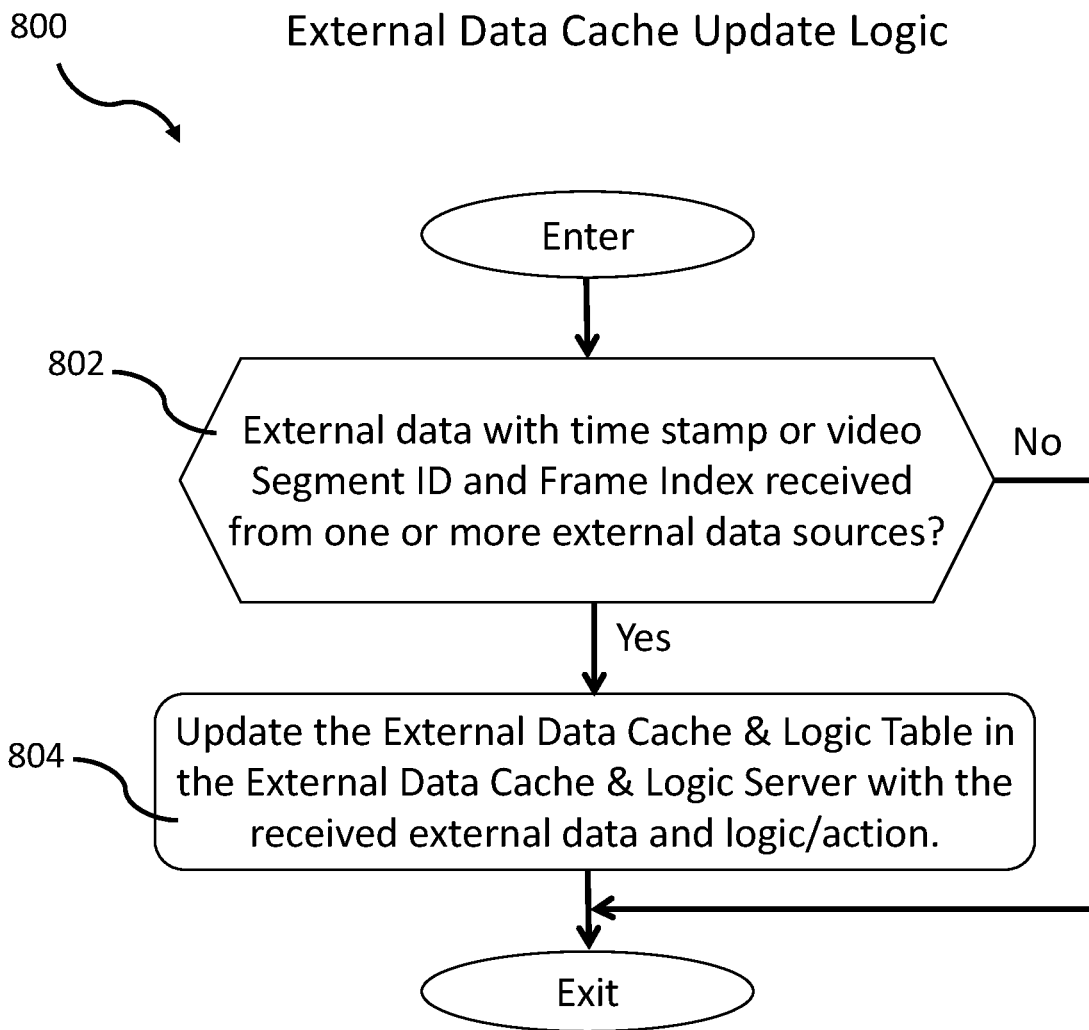 800
External Data Cache Update Logic
Enter
802
External data with time stamp or video
Segment ID and Frame Index received
from one or more external data sources?
No
Yes
804
Update the External Data Cache & Logic Table in
the External Data Cache & Logic Server with the
received external data and logic/action.
Exit